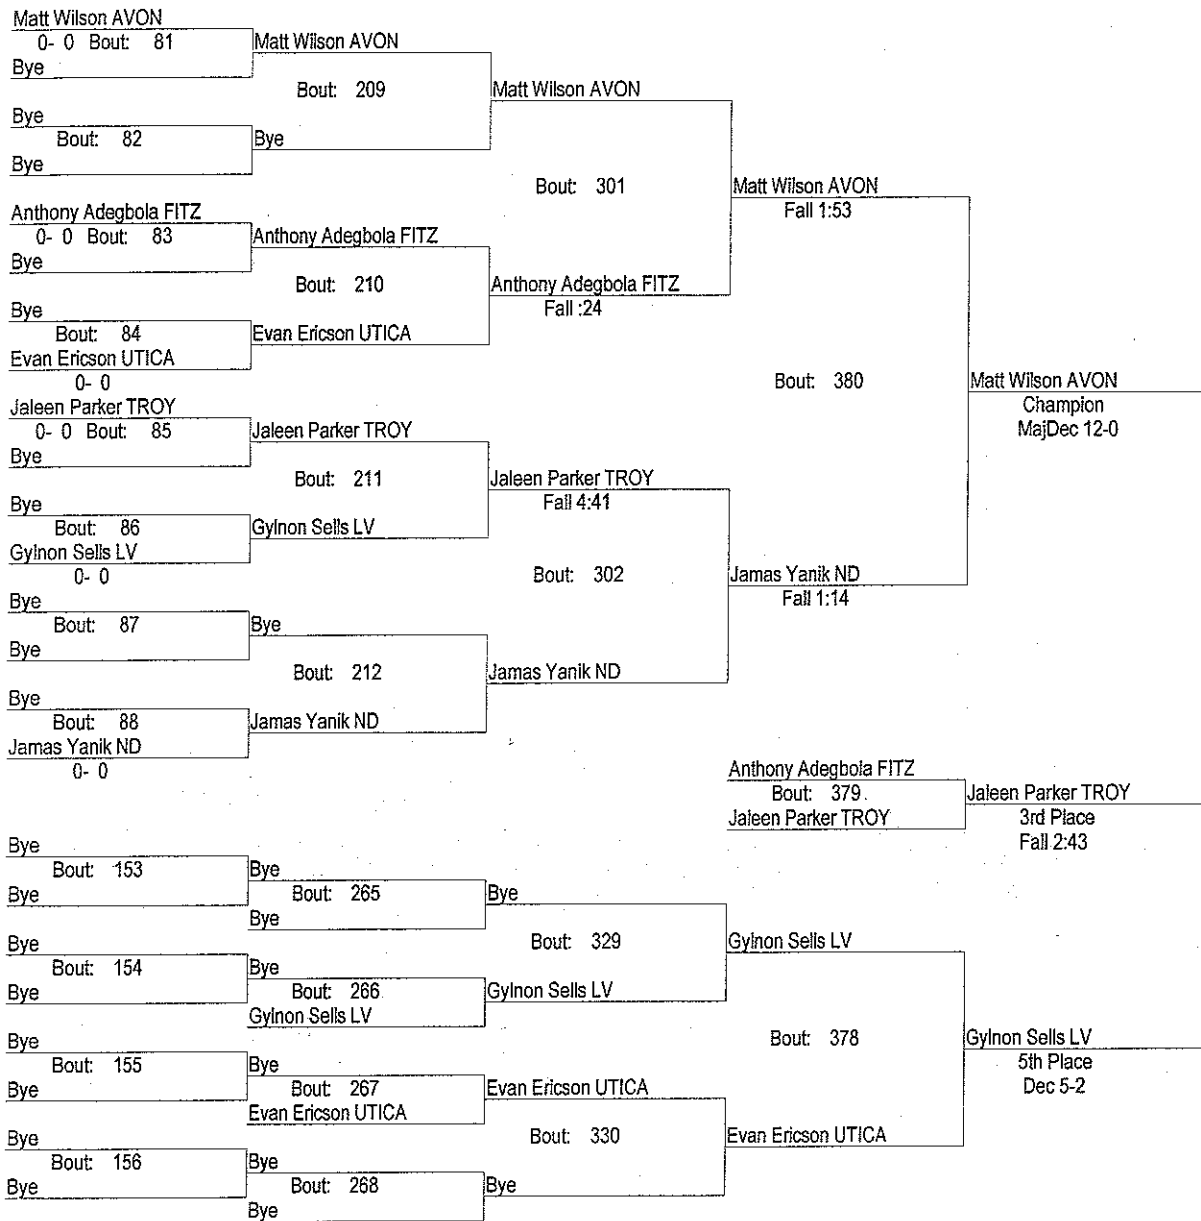 Matt Wilson AVON
0- 0 Bout: 81
Bye
Matt Wilson AVON
Bout: 209
Bye
Bout: 82
Bye
Bye
Matt Wilson AVON
Bout: 301
Anthony Adegbola FITZ
0- 0 Bout: 83
Bye
Anthony Adegbola FITZ
Bout: 210
Bye
Bout: 84
Evan Ericson UTICA
0- 0
Evan Ericson UTICA
Anthony Adegbola FITZ
Fall :24
Matt Wilson AVON
Fall 1:53
Bout: 380
Jaleen Parker TROY
0- 0 Bout: 85
Bye
Jaleen Parker TROY
Bout: 211
Bye
Bout: 86
Gylnon Sells LV
0- 0
Gylnon Sells LV
Jaleen Parker TROY
Fall 4:41
Bout: 302
Bye
Bout: 87
Bye
Bye
Bout: 212
Bye
Bout: 88
Jamas Yanik ND
0- 0
Jamas Yanik ND
Jamas Yanik ND
Jamas Yanik ND
Fall 1:14
Matt Wilson AVON
Champion
MajDec 12-0
Anthony Adegbola FITZ
Bout: 379
Jaleen Parker TROY
Jaleen Parker TROY
3rd Place
Fall 2:43
Bye
Bout: 153
Bye
Bye
Bout: 265
Bye
Bye
Bout: 329
Bye
Bout: 154
Bye
Bye
Bout: 266
Gylnon Sells LV
Gylnon Sells LV
Gylnon Sells LV
Bout: 378
Bye
Bout: 155
Bye
Bye
Bout: 267
Evan Ericson UTICA
Evan Ericson UTICA
Bout: 330
Bye
Bout: 156
Bye
Bye
Bout: 268
Bye
Bye
Evan Ericson UTICA
Gylnon Sells LV
5th Place
Dec 5-2